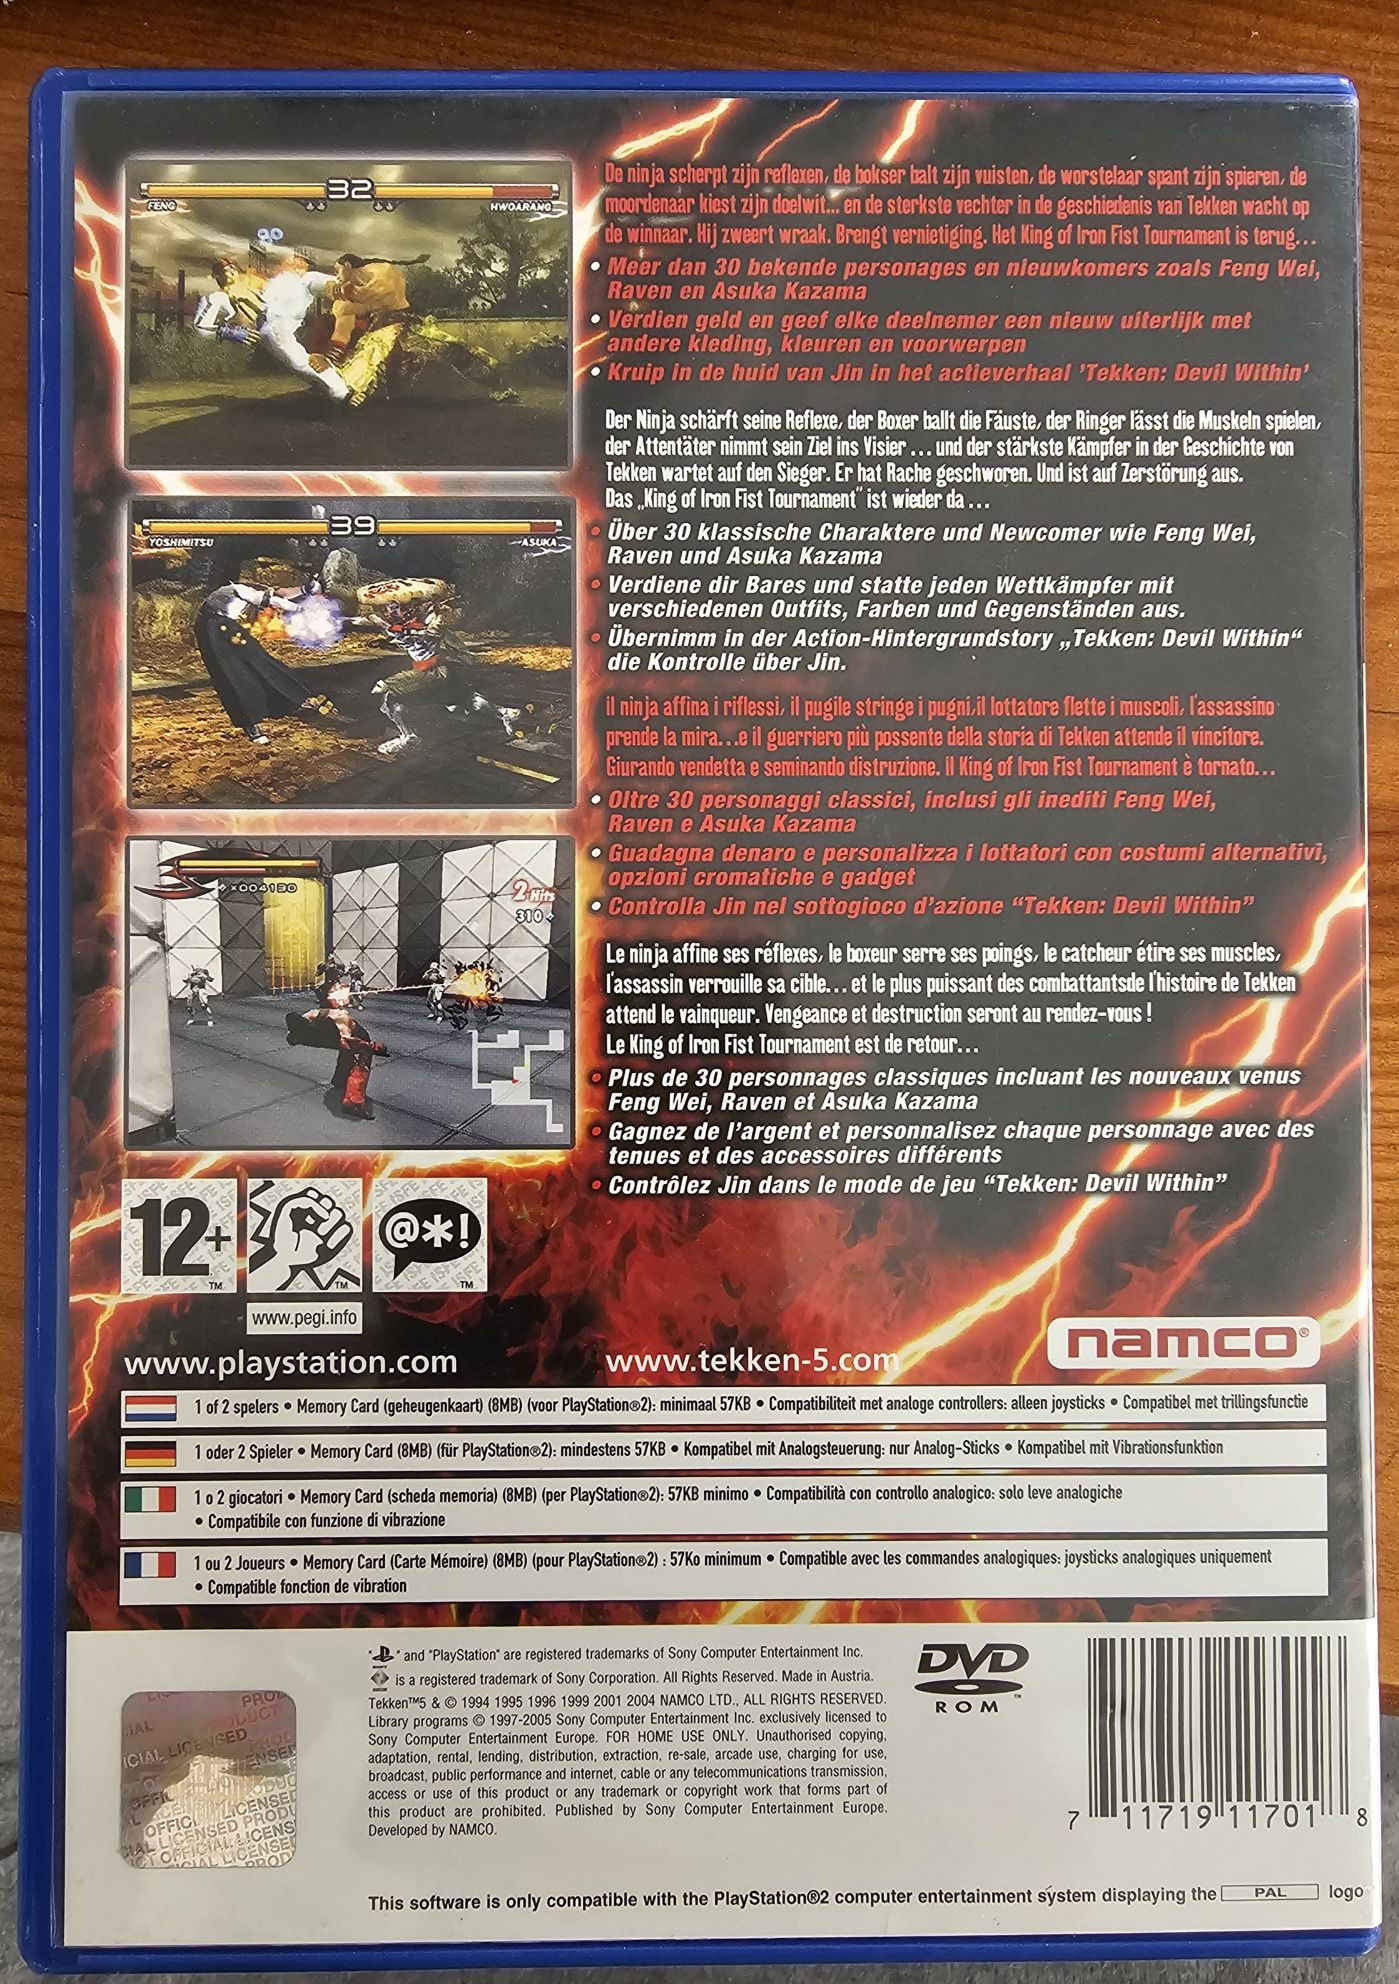 32
FENG
HWOARANG
De ninja scherpt zijn reflexen, de bokser balt zijn vuisten, de worstelaar spant zijn spieren, de
moordenaar kiest zijn doelwit... en de sterkste vechter in de geschiedenis van Tekken wacht op
de winnaar. Hij zweert wraak. Brengt vernietiging. Het King of Iron Fist Tournament is terug...
• Meer dan 30 bekende personages en nieuwkomers zoals Feng Wei,
Raven en Asuka Kazama
• Verdien geld en geef elke deelnemer een nieuw uiterlijk met
andere kleding, kleuren en voorwerpen
• Kruip in de huid van Jin in het actieverhaal 'Tekken: Devil Within'
Der Ninja schärft seine Reflexe, der Boxer ballt die Fäuste, der Ringer lässt die Muskeln spielen,
der Attentäter nimmt sein Ziel ins Visier ... und der stärkste Kämpfer in der Geschichte von
Tekken wartet auf den Sieger. Er hat Rache geschworen. Und ist auf Zerstörung aus.
Das „King of Iron Fist Tournament" ist wieder da ...
39
YOSHIMITSU
ASUKA
• Über 30 klassische Charaktere und Newcomer wie Feng Wei,
Raven und Asuka Kazama
• Verdiene dir Bares und statte jeden Wettkämpfer mit
verschiedenen Outfits, Farben und Gegenständen aus.
• Übernimm in der Action-Hintergrundstory „Tekken: Devil Within“
die Kontrolle über Jin.
il ninja affina i riflessi, il pugile stringe i pugni,il lottatore flette i muscoli, l'assassino
prende la mira...e il guerriero più possente della storia di Tekken attende il vincitore.
Giurando vendetta e seminando distruzione. il King of Iron Fist Tournament è tornato...
• Oltre 30 personaggi classici, inclusi gli inediti Feng Wei,
Raven e Asuka Kazama
• Guadagna denaro e personalizza i lottatori con costumi alternativi,
opzioni cromatiche e gadget
• Controlla Jin nel sottogioco d'azione “Tekken: Devil Within”
×004130
2 Hits
310
Le ninja affine ses réflexes, le boxeur serre ses poings, le catcheur étire ses muscles,
l'assassin verrouille sa cible... et le plus puissant des combattantsde l'histoire de Tekken
attend le vainqueur. Vengeance et destruction seront au rendez-vous !
Le King of Iron Fist Tournament est de retour...
• Plus de 30 personnages classiques incluant les nouveaux venus
Feng Wei, Raven et Asuka Kazama
• Gagnez de l'argent et personnalisez chaque personnage avec des
tenues et des accessoires différents
• Contrôlez Jin dans le mode de jeu “Tekken: Devil Within”
12+
TM
TM
@*!
TM
www.pegi.info
www.playstation.com
www.tekken-5.com
namco®
1 of 2 spelers • Memory Card (geheugenkaart) (8MB) (voor PlayStation®2): minimaal 57KB • Compatibiliteit met analoge controllers: alleen joysticks • Compatibel met trillingsfunctie
1 oder 2 Spieler • Memory Card (8MB) (für PlayStation®2): mindestens 57KB • Kompatibel mit Analogsteuerung: nur Analog-Sticks • Kompatibel mit Vibrationsfunktion
1 o 2 giocatori • Memory Card (scheda memoria) (8MB) (per PlayStation®2): 57KB minimo • Compatibilità con controllo analogico: solo leve analogiche
• Compatibile con funzione di vibrazione
1 ou 2 Joueurs • Memory Card (Carte Mémoire) (8MB) (pour PlayStation®2) : 57Ko minimum • Compatible avec les commandes analogiques: joysticks analogiques uniquement
• Compatible fonction de vibration
" " and "PlayStation" are registered trademarks of Sony Computer Entertainment Inc.
is a registered trademark of Sony Corporation. All Rights Reserved. Made in Austria.
Tekken™5 & © 1994 1995 1996 1999 2001 2004 NAMCO LTD., ALL RIGHTS RESERVED.
Library programs © 1997-2005 Sony Computer Entertainment Inc. exclusively licensed to
Sony Computer Entertainment Europe. FOR HOME USE ONLY. Unauthorised copying,
adaptation, rental, lending, distribution, extraction, re-sale, arcade use, charging for use,
broadcast, public performance and internet, cable or any telecommunications transmission,
access or use of this product or any trademark or copyright work that forms part of
this product are prohibited. Published by Sony Computer Entertainment Europe.
Developed by NAMCO.
DVD
ROM ™
7 11719 11701 8
OFFICIAL LICENSED PRODUCT
This software is only compatible with the PlayStation®2 computer entertainment system displaying the PAL logo